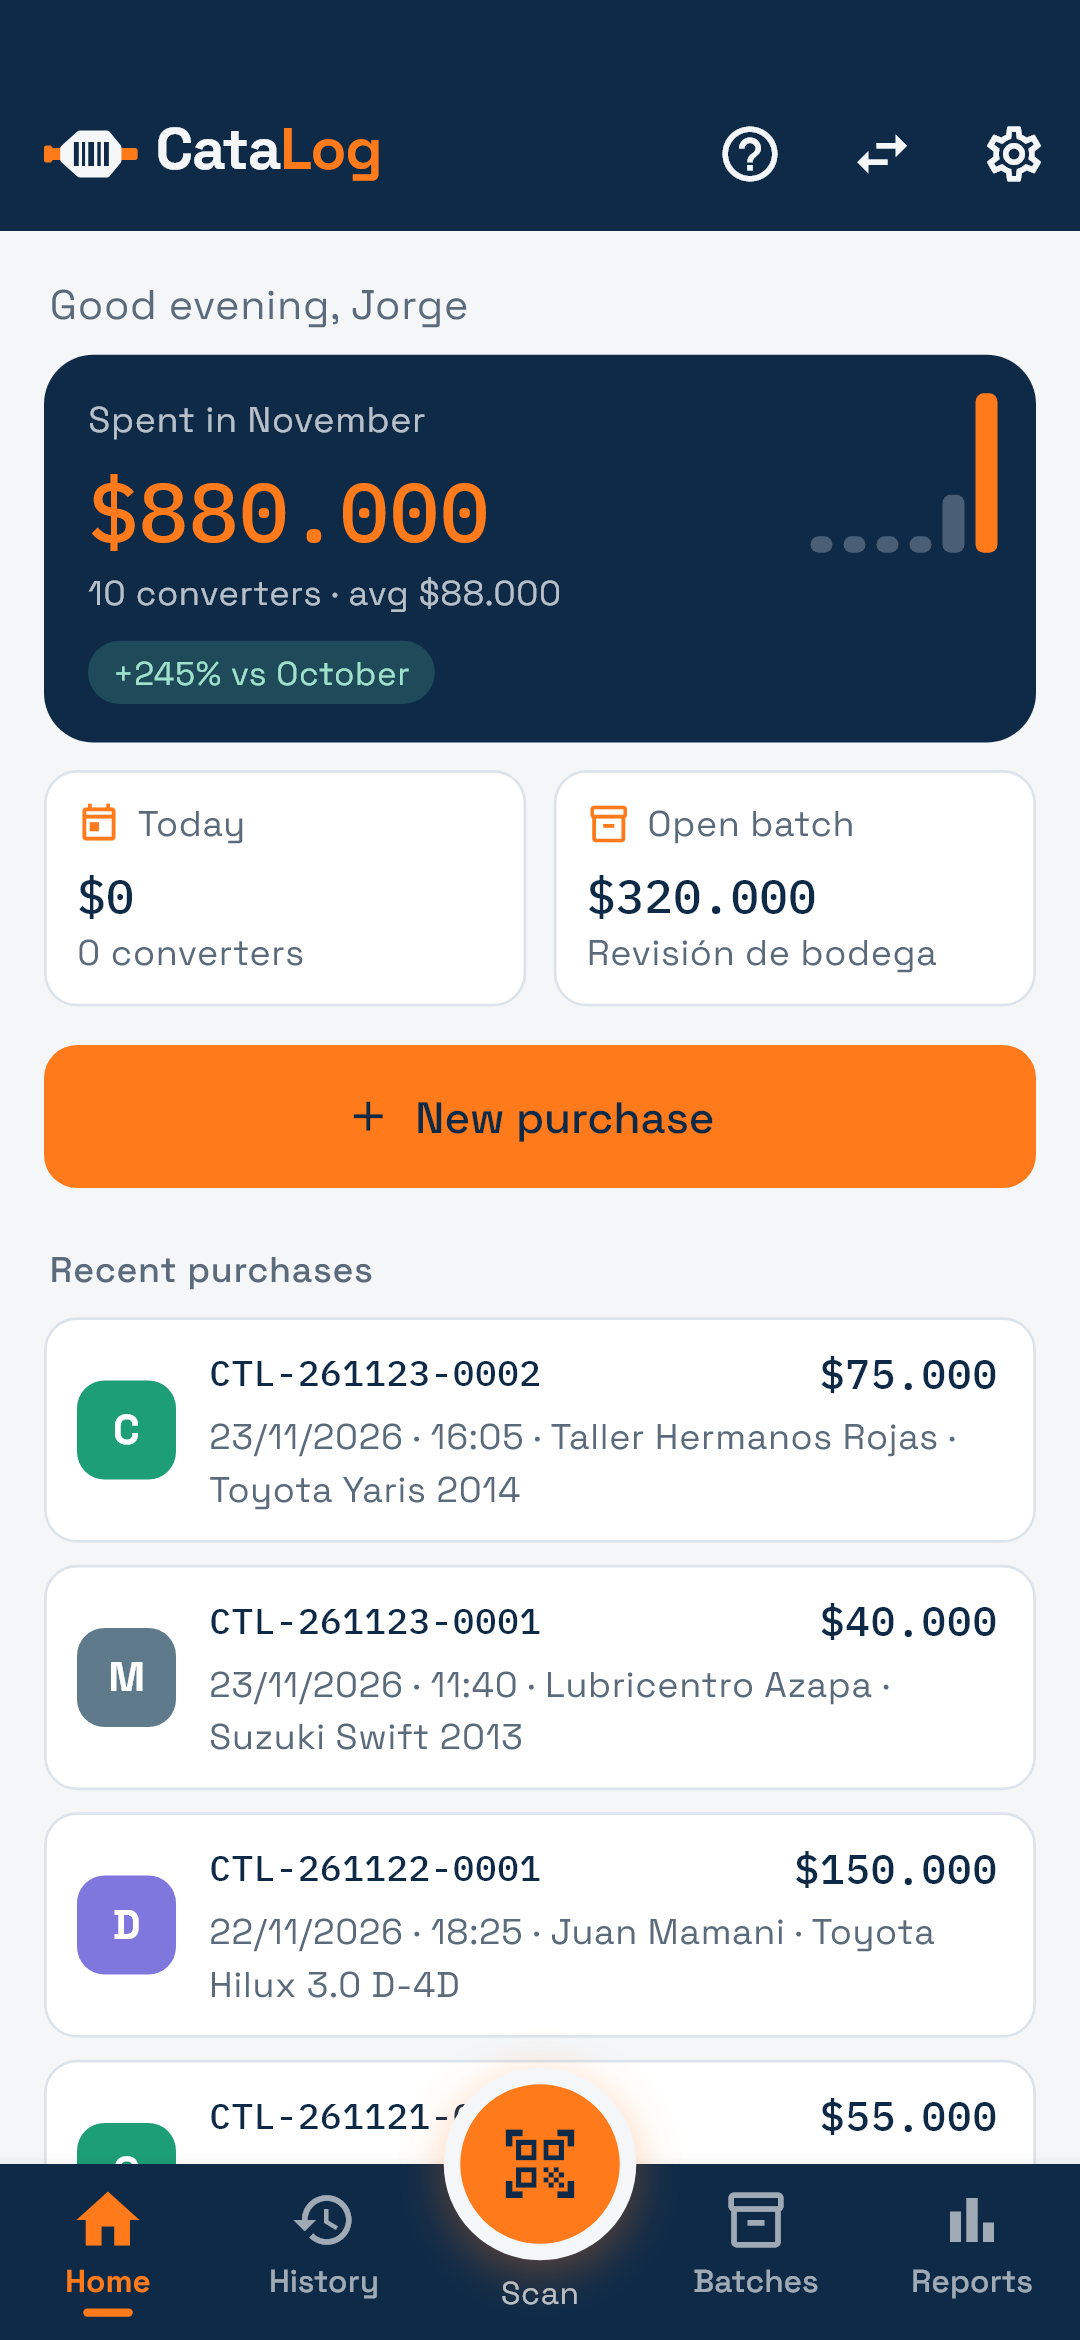 CataLog
Good evening, Jorge
Spent in November
$880.000
10 converters · avg $88.000
+245% vs October
Today
$0
0 converters
Open batch
$320.000
Revisión de bodega
+ New purchase
Recent purchases
C
CTL-261123-0002
$75.000
23/11/2026 · 16:05 · Taller Hermanos Rojas ·
Toyota Yaris 2014
M
CTL-261123-0001
$40.000
23/11/2026 · 11:40 · Lubricentro Azapa ·
Suzuki Swift 2013
D
CTL-261122-0001
$150.000
22/11/2026 · 18:25 · Juan Mamani · Toyota
Hilux 3.0 D-4D
CTL-261121-
$55.000
Home
History
Scan
Batches
Reports